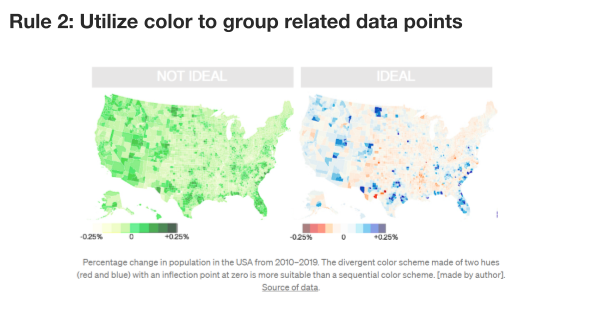 Rule 2: Utilize color to group related data points
NOT IDEAL
IDEAL
-0.25% 0 +0.25%
-0.25% 0 +0.25%
Percentage change in population in the USA from 2010–2019. The divergent color scheme made of two hues
(red and blue) with an inflection point at zero is more suitable than a sequential color scheme. [made by author].
Source of data.